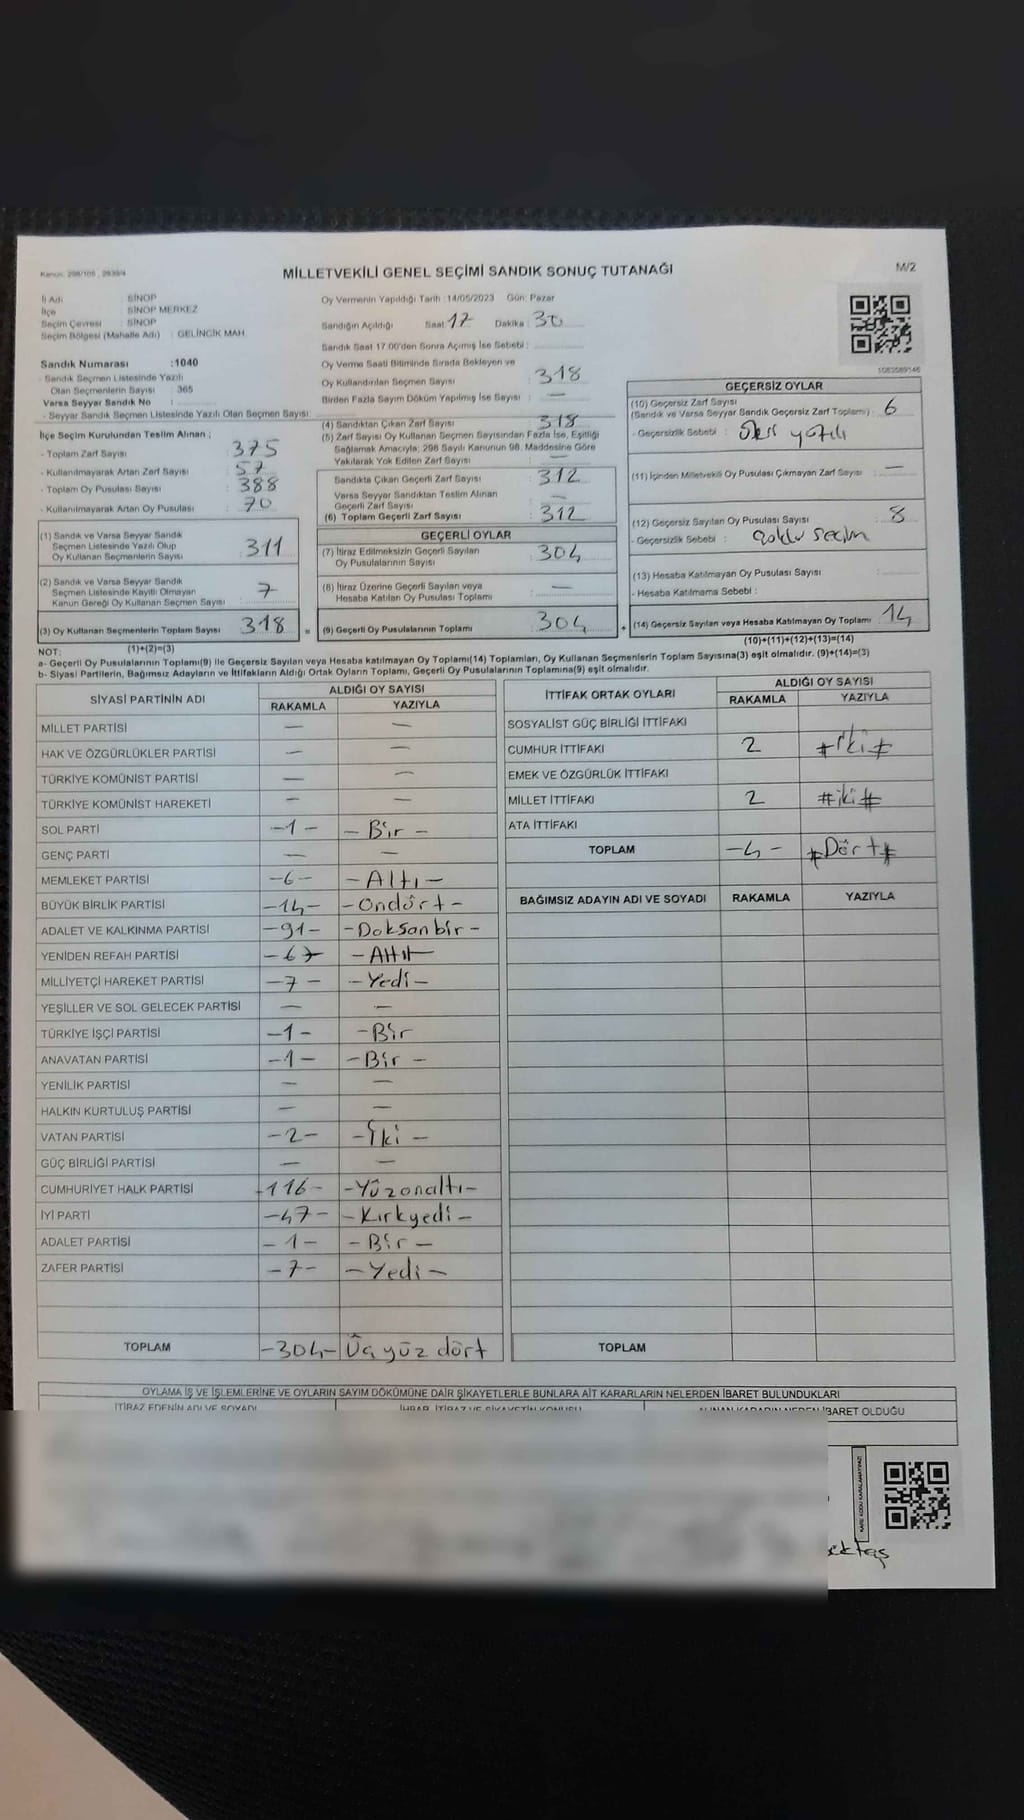 Kanun: 298/105 , 2839/4
MİLLETVEKİLİ GENEL SEÇİMİ SANDIK SONUÇ TUTANAĞI
M/2
İl Adı : SİNOP
İlçe : SİNOP MERKEZ
Seçim Çevresi : SİNOP
Seçim Bölgesi (Mahalle Adı) : GELİNCİK MAH.
Oy Vermenin Yapıldığı Tarih :14/05/2023 Gün: Pazar
Sandığın Açıldığı Saat 17 Dakika : 30
Sandık Saat 17:00'den Sonra Açılmış İse Sebebi :
Sandık Numarası :1040
- Sandık Seçmen Listesinde Yazılı
Olan Seçmenlerin Sayısı : 365
Varsa Seyyar Sandık No :
- Seyyar Sandık Seçmen Listesinde Yazılı Olan Seçmen Sayısı:
Oy Verme Saati Bitiminde Sırada Bekleyen ve
Oy Kullandırılan Seçmen Sayısı : 318
Birden Fazla Sayım Döküm Yapılmış İse Sayısı : —
1083589146
İlçe Seçim Kurulundan Teslim Alınan ;
- Toplam Zarf Sayısı : 375
- Kullanılmayarak Artan Zarf Sayısı : 57
- Toplam Oy Pusulası Sayısı : 388
- Kullanılmayarak Artan Oy Pusulası : 70
(4) Sandıktan Çıkan Zarf Sayısı : 318
(5) Zarf Sayısı Oy Kullanan Seçmen Sayısından Fazla İse, Eşitliği
Sağlamak Amacıyla; 298 Sayılı Kanunun 98. Maddesine Göre
Yakılarak Yok Edilen Zarf Sayısı : —
Sandıkta Çıkan Geçerli Zarf Sayısı : 312
Varsa Seyyar Sandıktan Teslim Alınan
Geçerli Zarf Sayısı : —
(6) Toplam Geçerli Zarf Sayısı : 312
GEÇERSİZ OYLAR
(10) Geçersiz Zarf Sayısı
(Sandık ve Varsa Seyyar Sandık Geçersiz Zarf Toplamı) : 6
- Geçersizlik Sebebi : yazılı
(11) İçinden Milletvekili Oy Pusulası Çıkmayan Zarf Sayısı : —
(12) Geçersiz Sayılan Oy Pusulası Sayısı : 8
- Geçersizlik Sebebi : Çoklu seçim
(13) Hesaba Katılmayan Oy Pusulası Sayısı :
- Hesaba Katılmama Sebebi :
(14) Geçersiz Sayılan veya Hesaba Katılmayan Oy Toplamı : 14
(1) Sandık ve Varsa Seyyar Sandık
Seçmen Listesinde Yazılı Olup
Oy Kullanan Seçmenlerin Sayısı : 311
(2) Sandık ve Varsa Seyyar Sandık
Seçmen Listesinde Kayıtlı Olmayan
Kanun Gereği Oy Kullanan Seçmen Sayısı : 7
(3) Oy Kullanan Seçmenlerin Toplam Sayısı : 318
GEÇERLİ OYLAR
(7) İtiraz Edilmeksizin Geçerli Sayılan
Oy Pusulalarının Sayısı : 304
(8) İtiraz Üzerine Geçerli Sayılan veya
Hesaba Katılan Oy Pusulası Toplamı : —
= (9) Geçerli Oy Pusulalarının Toplamı : 304 +
NOT: (1)+(2)=(3)
(10)+(11)+(12)+(13)=(14)
a- Geçerli Oy Pusulalarının Toplamı(9) ile Geçersiz Sayılan veya Hesaba katılmayan Oy Toplamı(14) Toplamları, Oy Kullanan Seçmenlerin Toplam Sayısına(3) eşit olmalıdır. (9)+(14)=(3)
b- Siyasi Partilerin, Bağımsız Adayların ve İttifakların Aldığı Ortak Oyların Toplamı, Geçerli Oy Pusulalarının Toplamına(9) eşit olmalıdır.
SİYASİ PARTİNİN ADI ALDIĞI OY SAYISI
RAKAMLA YAZIYLA
MİLLET PARTİSİ — —
HAK VE ÖZGÜRLÜKLER PARTİSİ — —
TÜRKİYE KOMÜNİST PARTİSİ — —
TÜRKİYE KOMÜNİST HAREKETİ — —
SOL PARTİ -1- - Bir -
GENÇ PARTİ — —
MEMLEKET PARTİSİ -6- - Altı -
BÜYÜK BİRLİK PARTİSİ -14- - Ondört -
ADALET VE KALKINMA PARTİSİ -91- - Doksanbir -
YENİDEN REFAH PARTİSİ
MİLLİYETÇİ HAREKET PARTİSİ -7- - Yedi -
YEŞİLLER VE SOL GELECEK PARTİSİ — —
TÜRKİYE İŞÇİ PARTİSİ -1- - Bir
ANAVATAN PARTİSİ -1- - Bir -
YENİLİK PARTİSİ — —
HALKIN KURTULUŞ PARTİSİ — —
VATAN PARTİSİ -2- - İki -
GÜÇ BİRLİĞİ PARTİSİ — —
CUMHURİYET HALK PARTİSİ -116- - Yüzonaltı -
İYİ PARTİ -47- - Kırkyedi -
ADALET PARTİSİ -1- - Bir -
ZAFER PARTİSİ -7- - Yedi -
TOPLAM -304- Üçyüz dört
İTTİFAK ORTAK OYLARI ALDIĞI OY SAYISI
RAKAMLA YAZIYLA
SOSYALİST GÜÇ BİRLİĞİ İTTİFAKI
CUMHUR İTTİFAKI 2 # iki #
EMEK VE ÖZGÜRLÜK İTTİFAKI
MİLLET İTTİFAKI 2 # iki #
ATA İTTİFAKI
TOPLAM -4- # Dört #
BAĞIMSIZ ADAYIN ADI VE SOYADI RAKAMLA YAZIYLA
TOPLAM
OYLAMA İŞ VE İŞLEMLERİNE VE OYLARIN SAYIM DÖKÜMÜNE DAİR ŞİKAYETLERLE BUNLARA AİT KARARLARIN NELERDEN İBARET BULUNDUKLARI
İTİRAZ EDENİN ADI VE SOYADI İHBAR, İTİRAZ VE ŞİKAYETİN KONUSU ALINAN KARARIN NEDEN İBARET OLDUĞU
KARE KODU KARALAMAYINIZ!